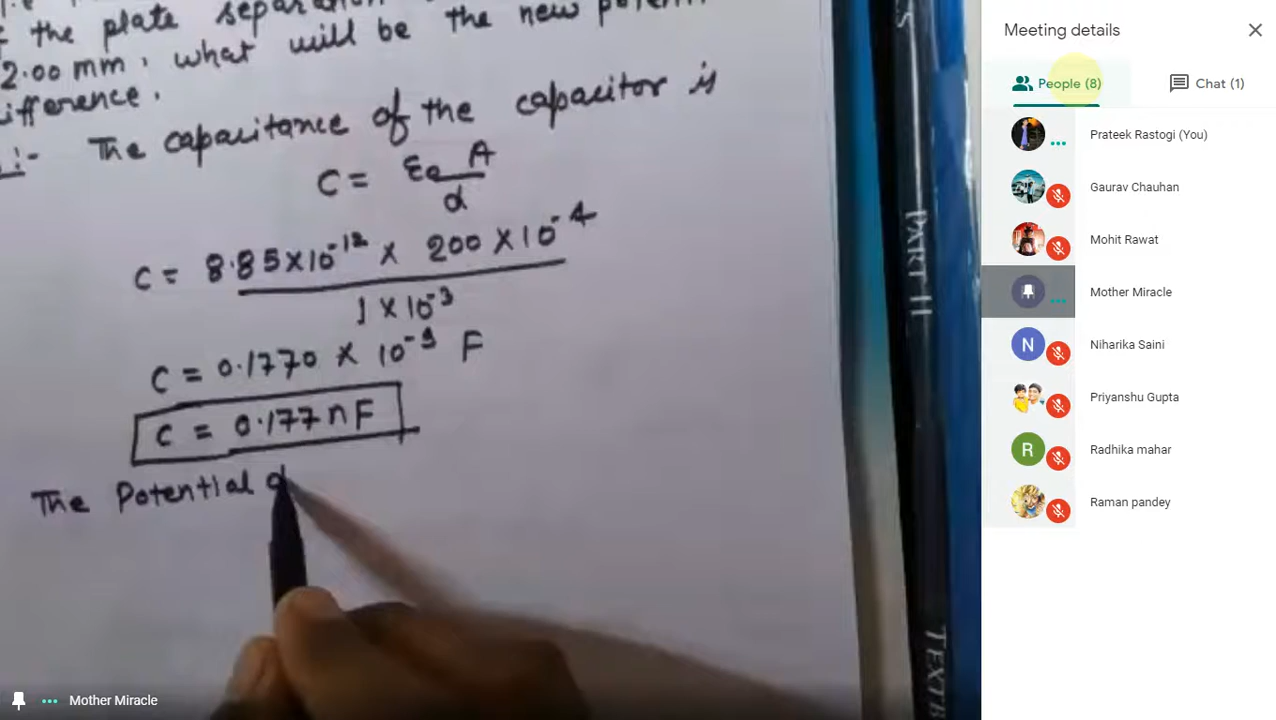 the plate separation
2.00 mm, what will be the new
ifference.
:- The capacitance of the capacitor is
C = ε₀ A
d
C = 8.85×10⁻¹² × 200 ×10⁻⁴
1 × 10⁻³
C = 0.1770 × 10⁻⁹ F
C = 0.177 n F
The Potential d
PART II
TEXTB
Mother Miracle
Meeting details
People (8)
Chat (1)
Prateek Rastogi (You)
Gaurav Chauhan
Mohit Rawat
Mother Miracle
N
Niharika Saini
Priyanshu Gupta
R
Radhika mahar
Raman pandey